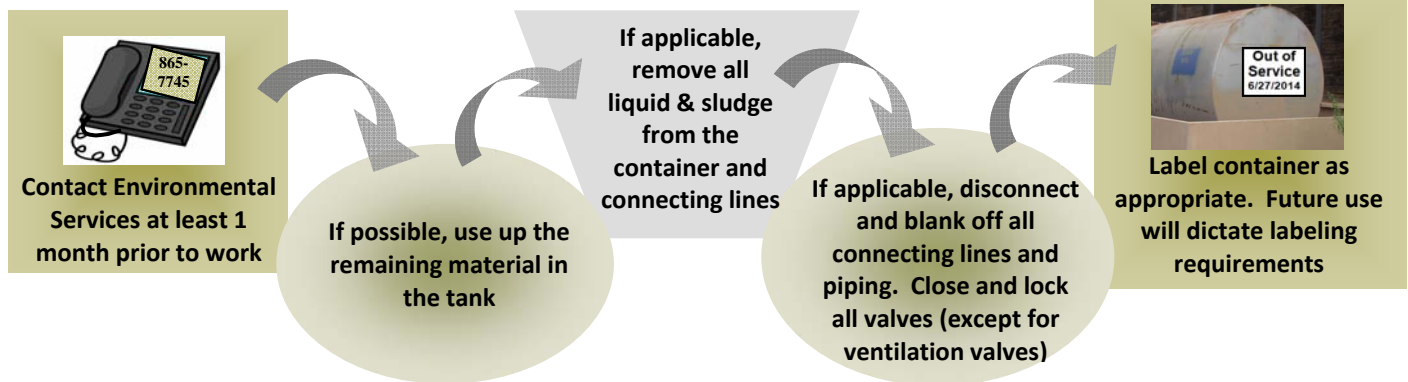 865-
7745
Contact Environmental
Services at least 1
month prior to work
If possible, use up the
remaining material in
the tank
If applicable,
remove all
liquid & sludge
from the
container and
connecting lines
If applicable, disconnect
and blank off all
connecting lines and
piping.  Close and lock
all valves (except for
ventilation valves)
Out of
Service
6/27/2014
Label container as
appropriate.  Future use
will dictate labeling
requirements